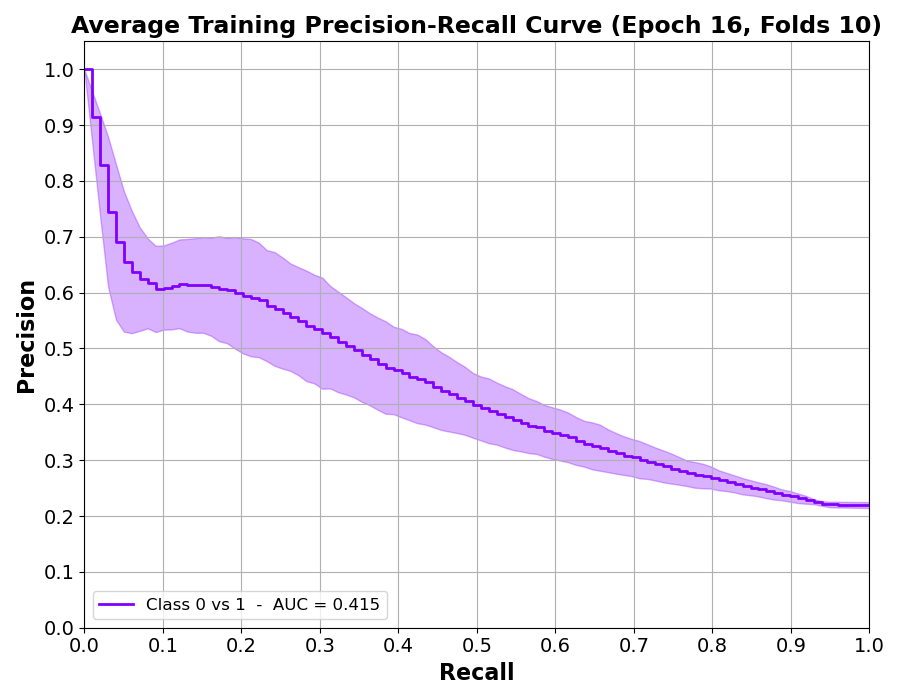 Average Training Precision-Recall Curve (Epoch 16, Folds 10)
1.0
0.9
0.8
0.7
0.6
0.5
0.4
0.3
0.2
0.1
0.0
Precision
Class 0 vs 1 - AUC = 0.415
0.0 0.1 0.2 0.3 0.4 0.5 0.6 0.7 0.8 0.9 1.0
Recall